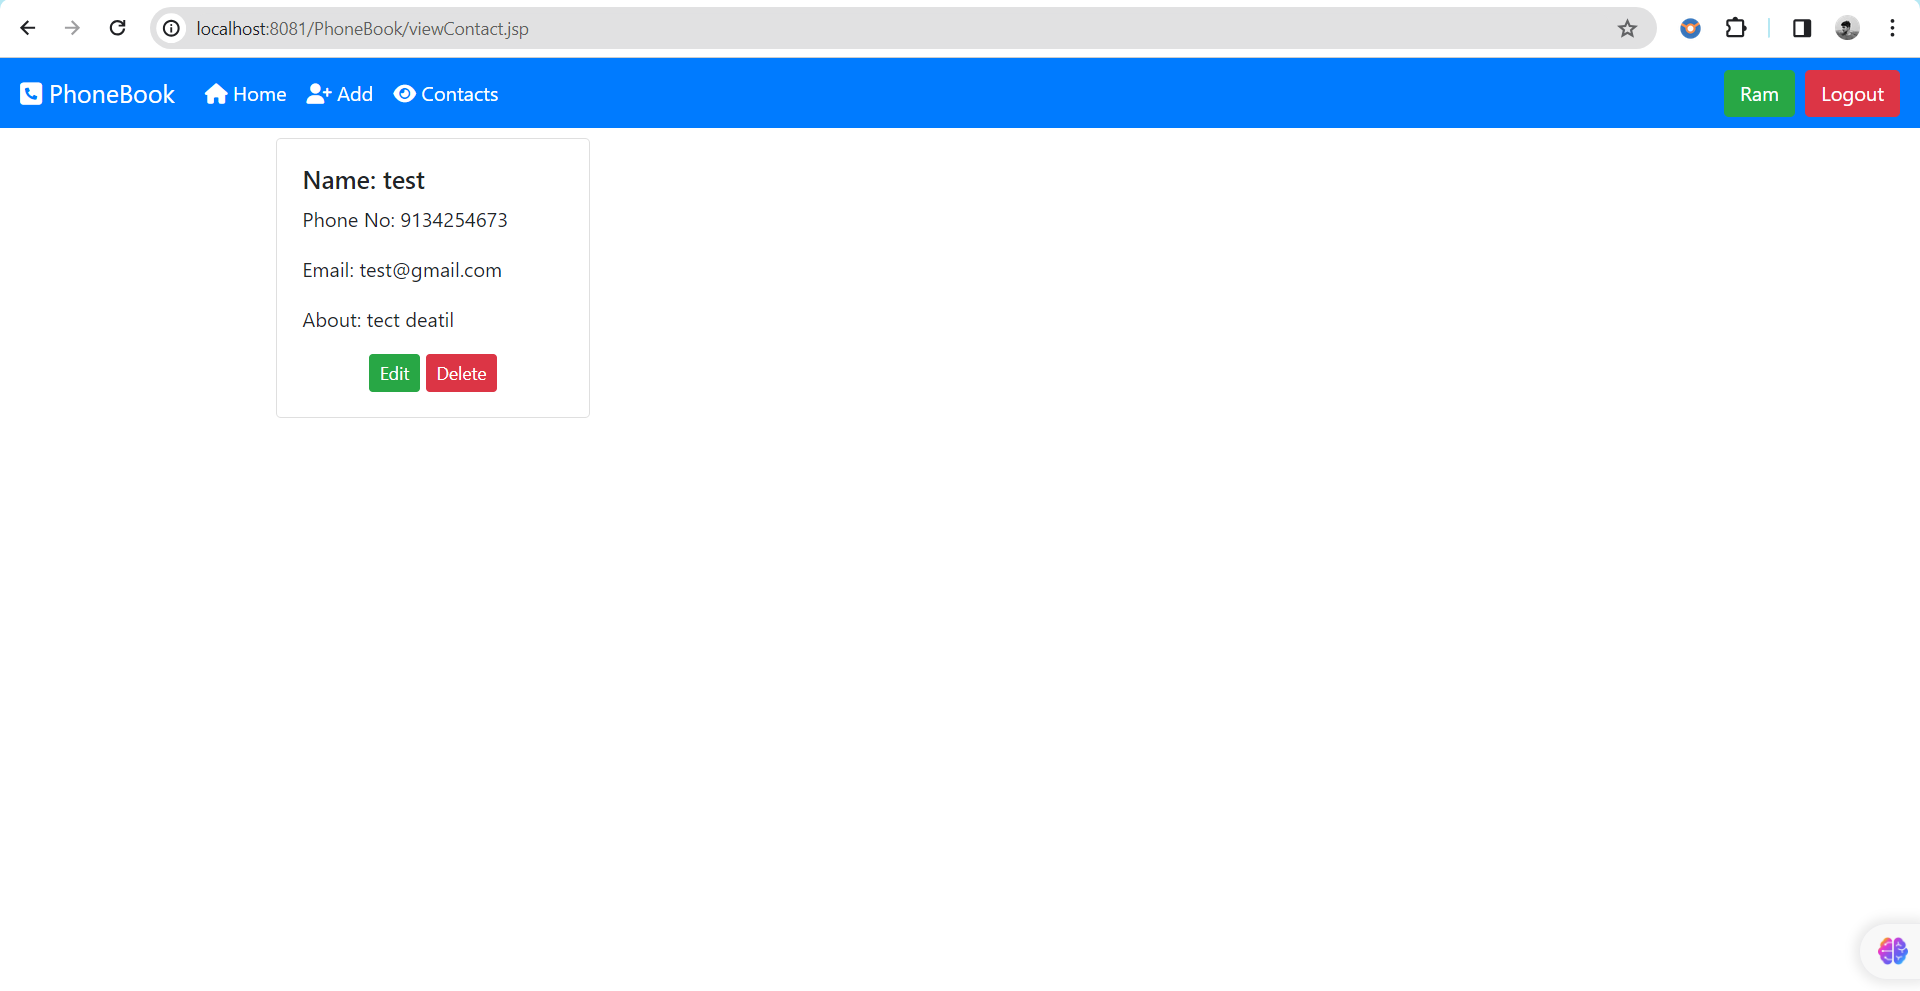 localhost:8081/PhoneBook/viewContact.jsp
PhoneBook Home Add Contacts Ram Logout
Name: test
Phone No: 9134254673
Email: test@gmail.com
About: tect deatil
Edit Delete